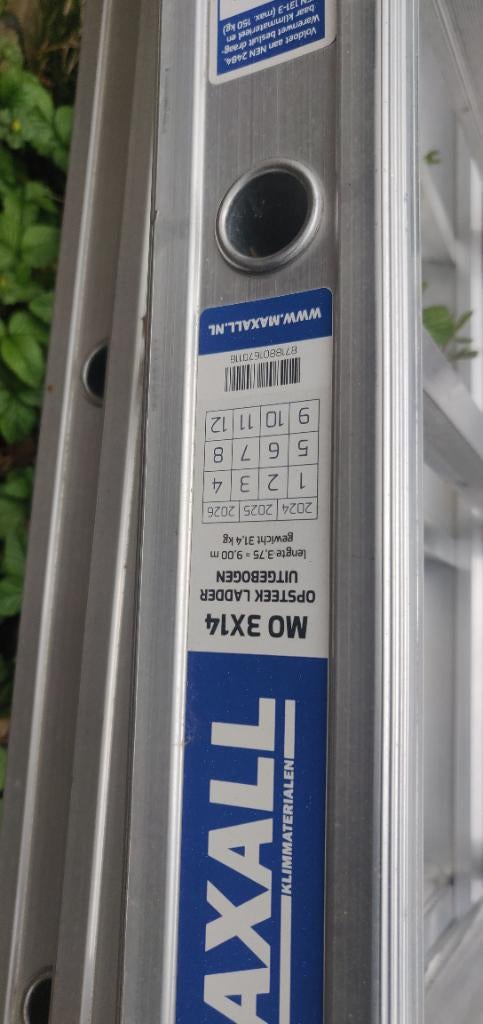 AXALL
KLIMMATERIALEN
MO 3X14
OPSTEEK LADDER
UITGEBOGEN
lengte 3,75 = 9,00 m
gewicht 31,4 kg
2024 2025 2026
1 2 3 4
5 6 7 8
9 10 11 12
8718801670116
WWW.MAXALL.NL
Voldoet aan NEN 2484,
Warenwet besluit draag-
baar klimmaterieel en
EN 131-3 (max. 150 kg)